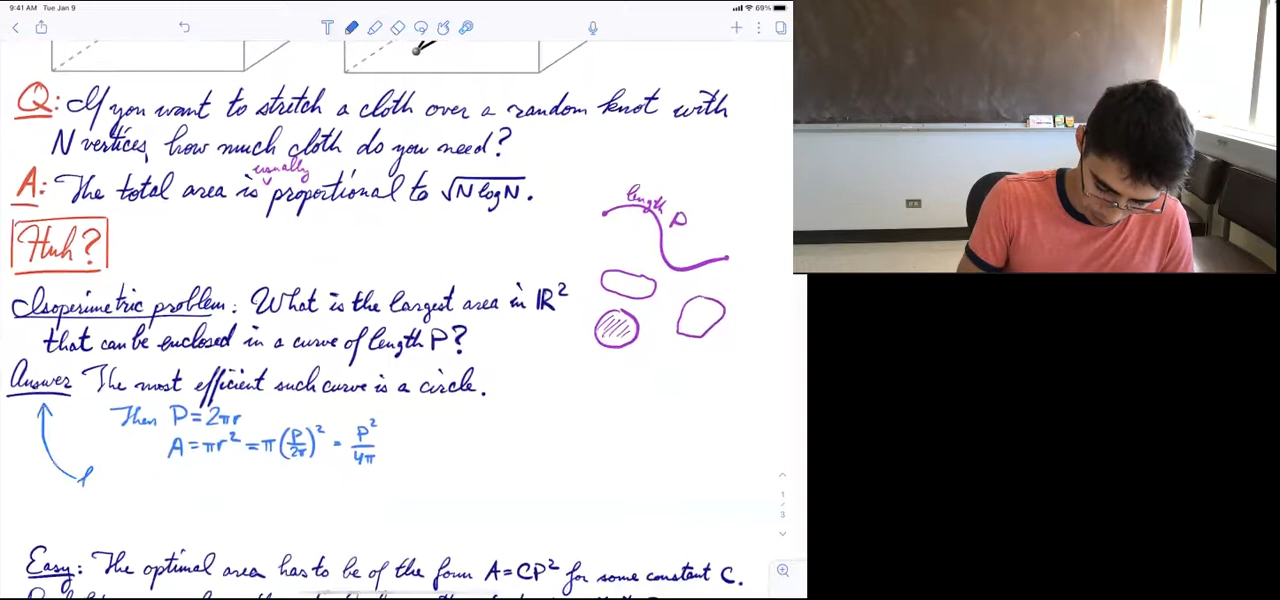 9:41 AM Tue Jan 9
69%
Q: If you want to stretch a cloth over a random knot with
N vertices, how much cloth do you need?
usually
A: The total area is proportional to √N log N.
length P
Huh?
Isoperimetric problem: What is the largest area in ℝ²
that can be enclosed in a curve of length P?
Answer The most efficient such curve is a circle.
Then P = 2πr
A = πr² = π(P/2π)² = P²/4π
1
/
3
Easy: The optimal area has to be of the form A = CP² for some constant C.